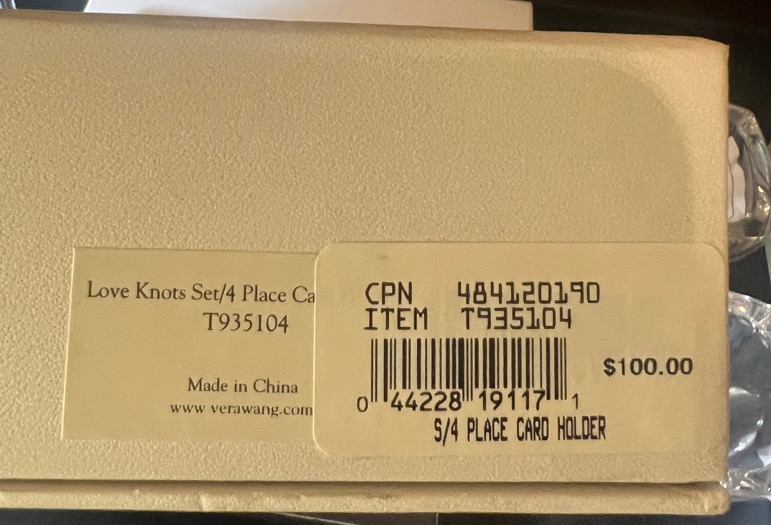 Love Knots Set/4 Place Ca
T935104
Made in China
www.verawang.com
CPN 484120190
ITEM T935104
$100.00
0 44228 19117 1
S/4 PLACE CARD HOLDER